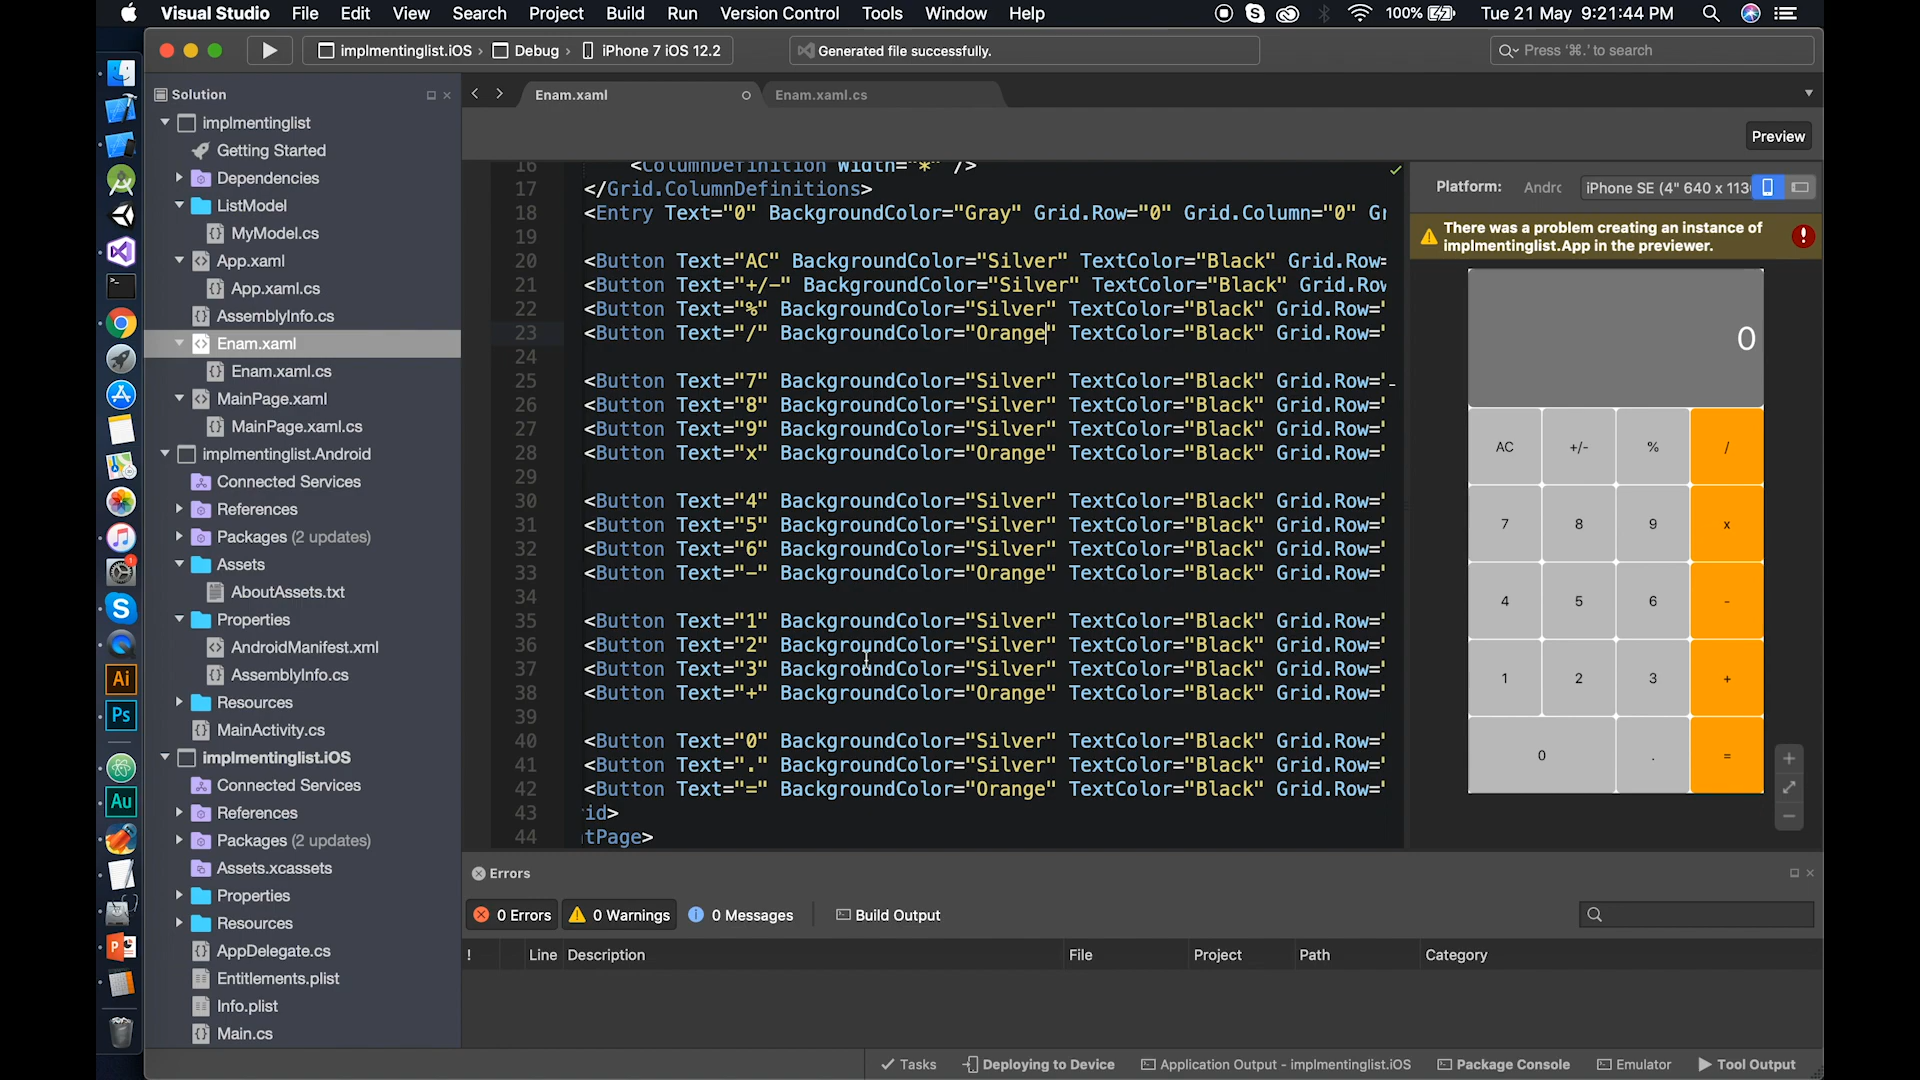 Visual Studio File Edit View Search Project Build Run Version Control Tools Window Help 100% Tue 21 May 9:21:44 PM
implmentinglist.iOS › Debug › iPhone 7 iOS 12.2 Generated file successfully. Press '⌘.' to search
Solution
implmentinglist
Getting Started
Dependencies
ListModel
MyModel.cs
App.xaml
App.xaml.cs
AssemblyInfo.cs
Enam.xaml
Enam.xaml.cs
MainPage.xaml
MainPage.xaml.cs
implmentinglist.Android
Connected Services
References
Packages (2 updates)
Assets
AboutAssets.txt
Properties
AndroidManifest.xml
AssemblyInfo.cs
Resources
MainActivity.cs
implmentinglist.iOS
Connected Services
References
Packages (2 updates)
Assets.xcassets
Properties
Resources
AppDelegate.cs
Entitlements.plist
Info.plist
Main.cs
Enam.xaml Enam.xaml.cs
Preview
16 <ColumnDefinition Width="*" />
17 </Grid.ColumnDefinitions>
18 <Entry Text="0" BackgroundColor="Gray" Grid.Row="0" Grid.Column="0" Gr
19
20 <Button Text="AC" BackgroundColor="Silver" TextColor="Black" Grid.Row=
21 <Button Text="+/-" BackgroundColor="Silver" TextColor="Black" Grid.Row
22 <Button Text="%" BackgroundColor="Silver" TextColor="Black" Grid.Row="
23 <Button Text="/" BackgroundColor="Orange" TextColor="Black" Grid.Row="
24
25 <Button Text="7" BackgroundColor="Silver" TextColor="Black" Grid.Row="
26 <Button Text="8" BackgroundColor="Silver" TextColor="Black" Grid.Row="
27 <Button Text="9" BackgroundColor="Silver" TextColor="Black" Grid.Row="
28 <Button Text="x" BackgroundColor="Orange" TextColor="Black" Grid.Row="
29
30 <Button Text="4" BackgroundColor="Silver" TextColor="Black" Grid.Row="
31 <Button Text="5" BackgroundColor="Silver" TextColor="Black" Grid.Row="
32 <Button Text="6" BackgroundColor="Silver" TextColor="Black" Grid.Row="
33 <Button Text="-" BackgroundColor="Orange" TextColor="Black" Grid.Row="
34
35 <Button Text="1" BackgroundColor="Silver" TextColor="Black" Grid.Row="
36 <Button Text="2" BackgroundColor="Silver" TextColor="Black" Grid.Row="
37 <Button Text="3" BackgroundColor="Silver" TextColor="Black" Grid.Row="
38 <Button Text="+" BackgroundColor="Orange" TextColor="Black" Grid.Row="
39
40 <Button Text="0" BackgroundColor="Silver" TextColor="Black" Grid.Row="
41 <Button Text="." BackgroundColor="Silver" TextColor="Black" Grid.Row="
42 <Button Text="=" BackgroundColor="Orange" TextColor="Black" Grid.Row="
43 id>
44 tPage>
Platform: Andrc iPhone SE (4" 640 x 113
There was a problem creating an instance of
implmentinglist.App in the previewer.
0
AC +/- % /
7 8 9 x
4 5 6 -
1 2 3 +
0 . =
Errors
0 Errors 0 Warnings 0 Messages Build Output
! Line Description File Project Path Category
Tasks Deploying to Device Application Output - implmentinglist.iOS Package Console Emulator Tool Output
Ai
Ps
Au